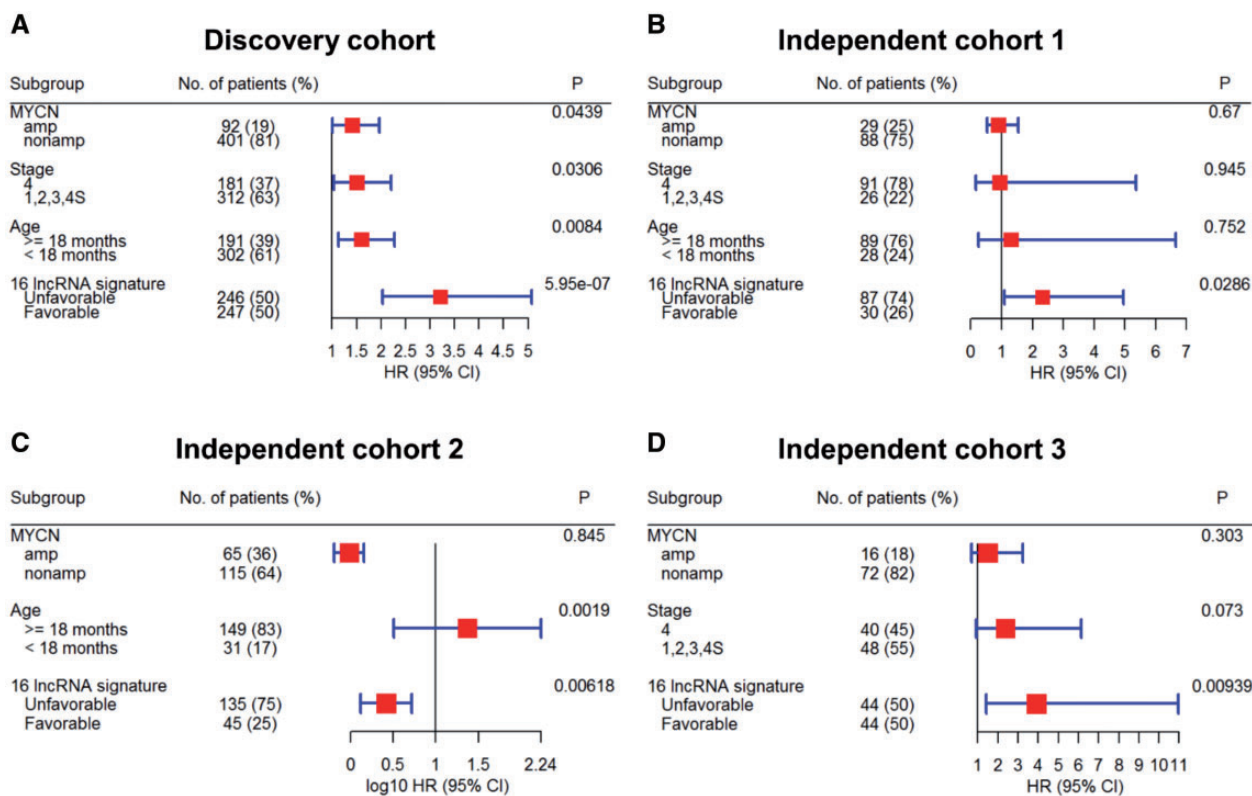 A
Discovery cohort
Subgroup No. of patients (%) P
MYCN 0.0439
amp 92 (19)
nonamp 401 (81)
Stage 0.0306
4 181 (37)
1,2,3,4S 312 (63)
Age 0.0084
>= 18 months 191 (39)
< 18 months 302 (61)
16 lncRNA signature 5.95e-07
Unfavorable 246 (50)
Favorable 247 (50)
1 1.5 2 2.5 3 3.5 4 4.5 5
HR (95% CI)
B
Independent cohort 1
Subgroup No. of patients (%) P
MYCN 0.67
amp 29 (25)
nonamp 88 (75)
Stage 0.945
4 91 (78)
1,2,3,4S 26 (22)
Age 0.752
>= 18 months 89 (76)
< 18 months 28 (24)
16 lncRNA signature 0.0286
Unfavorable 87 (74)
Favorable 30 (26)
0 1 2 3 4 5 6 7
HR (95% CI)
C
Independent cohort 2
Subgroup No. of patients (%) P
MYCN 0.845
amp 65 (36)
nonamp 115 (64)
Age 0.0019
>= 18 months 149 (83)
< 18 months 31 (17)
16 lncRNA signature 0.00618
Unfavorable 135 (75)
Favorable 45 (25)
0 0.5 1 1.5 2.24
log10 HR (95% CI)
D
Independent cohort 3
Subgroup No. of patients (%) P
MYCN 0.303
amp 16 (18)
nonamp 72 (82)
Stage 0.073
4 40 (45)
1,2,3,4S 48 (55)
16 lncRNA signature 0.00939
Unfavorable 44 (50)
Favorable 44 (50)
1 2 3 4 5 6 7 8 9 10 11
HR (95% CI)